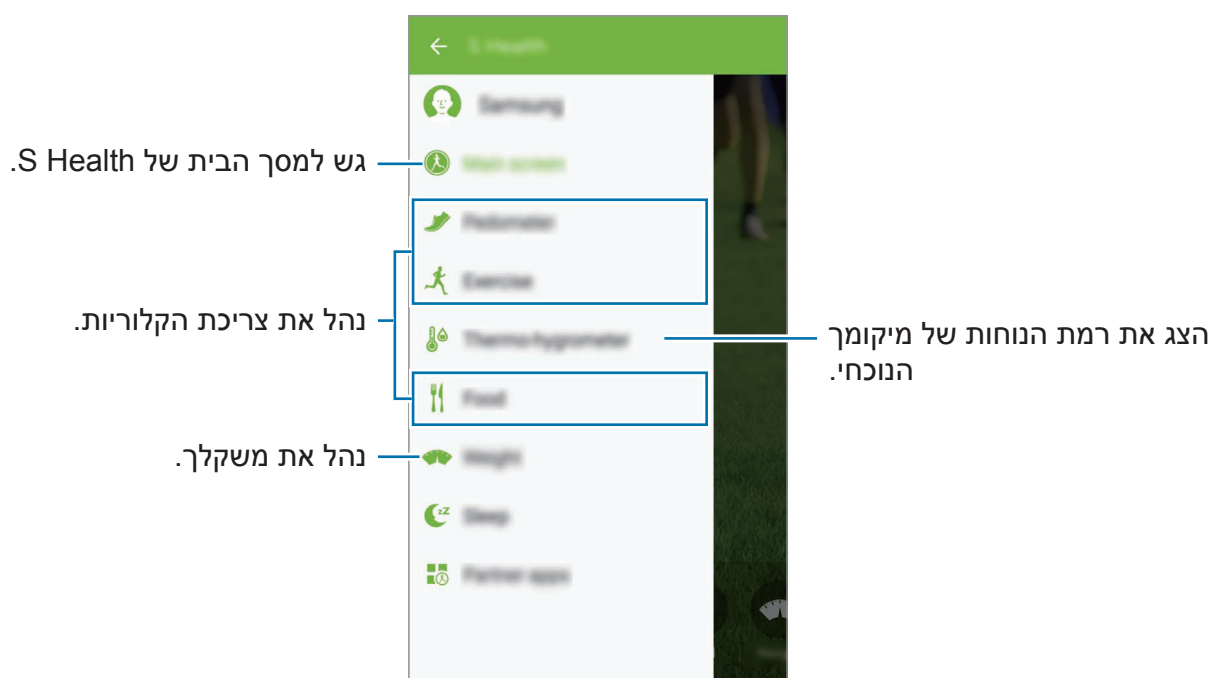 S Health
Samsung
Main screen
גש למסך הבית של S Health.
Pedometer
Exercise
נהל את צריכת הקלוריות.
Thermo-hygrometer
הצג את רמת הנוחות של מיקומך
הנוכחי.
Food
Weight
נהל את משקלך.
Sleep
Partner apps